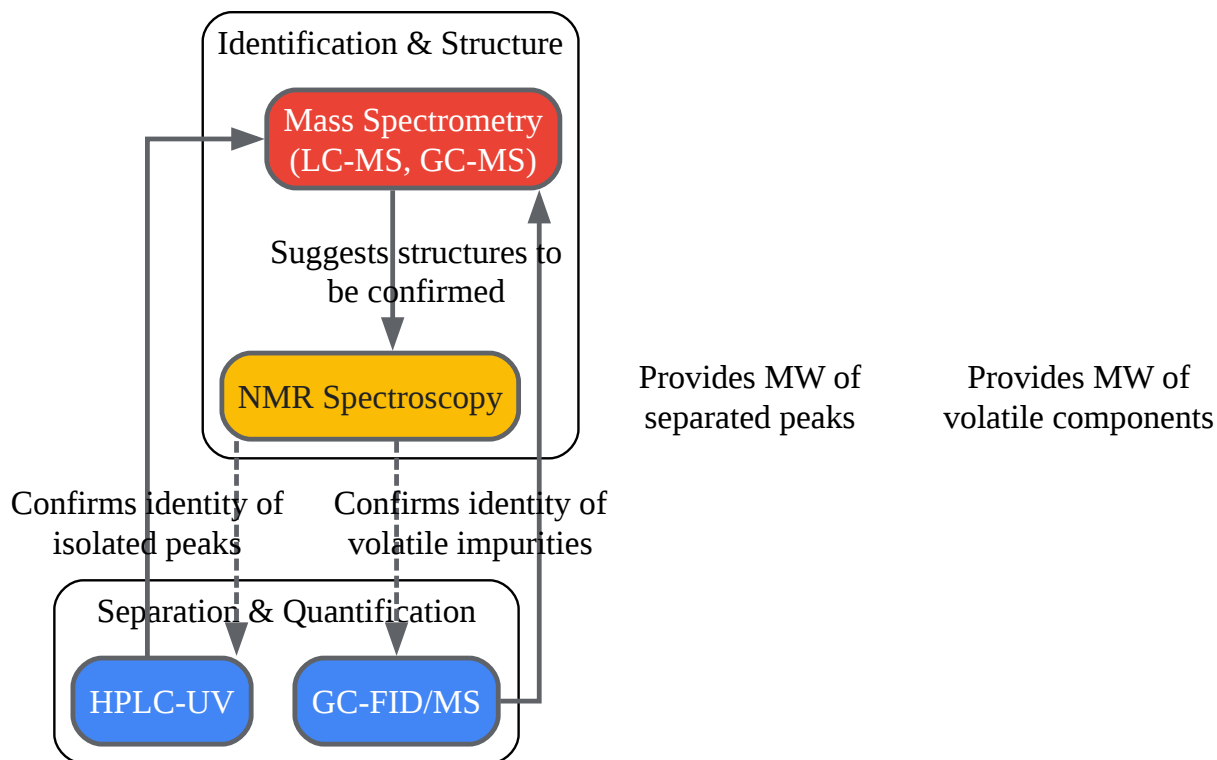 Identification & Structure
Mass Spectrometry
(LC-MS, GC-MS)
Suggests structures to
be confirmed
NMR Spectroscopy
Provides MW of
separated peaks
Provides MW of
volatile components
Confirms identity of
isolated peaks
Confirms identity of
volatile impurities
Separation & Quantification
HPLC-UV
GC-FID/MS